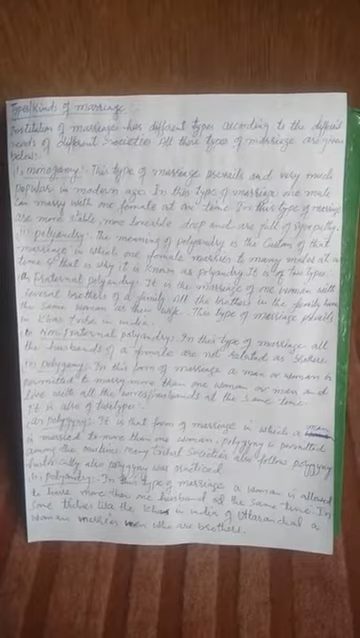 Types/Kinds of marriage :
Institution of marriage has different types according to the different
needs of different societies All these types of marriage are given
below:
monogamy: This type of marriage prevails and very much
popular in modern age. In this type of marriage one male
can marry with one female at one time. In this type of marriage
are more stable, more loveable deep and are full of sympathy.
polyandry: The meaning of polyandry is the custom of that
marriage in which one female marries to many males at a
time & that is why it is known as polyandry It is of two types.
Fraternal polyandry: It is the marriage of one woman with
several brothers of a family. All the brothers in the family have
the same woman as their wife. This type of marriage prevails
in Khas tribe in india.
Non-fraternal polyandry: In this type of marriage all
the husbands of a female are not related as brothers
polygamy: In this form of marriage a man or woman is
permitted to marry more than one woman or man and
live with all the wives/husbands at the same time.
It is also of two types:
polygyny: It is that form of marriage in which a man
is married to more than one woman. polygyny is permitted
among the muslims many tribal societies also follow polygyny
historically also polygyny was practiced.
polyandry: In this type of marriage a woman is allowed
to have more than one husband at the same time. In
some tribes like the Khas in india of Uttaranchal a
woman marries men who are brothers.